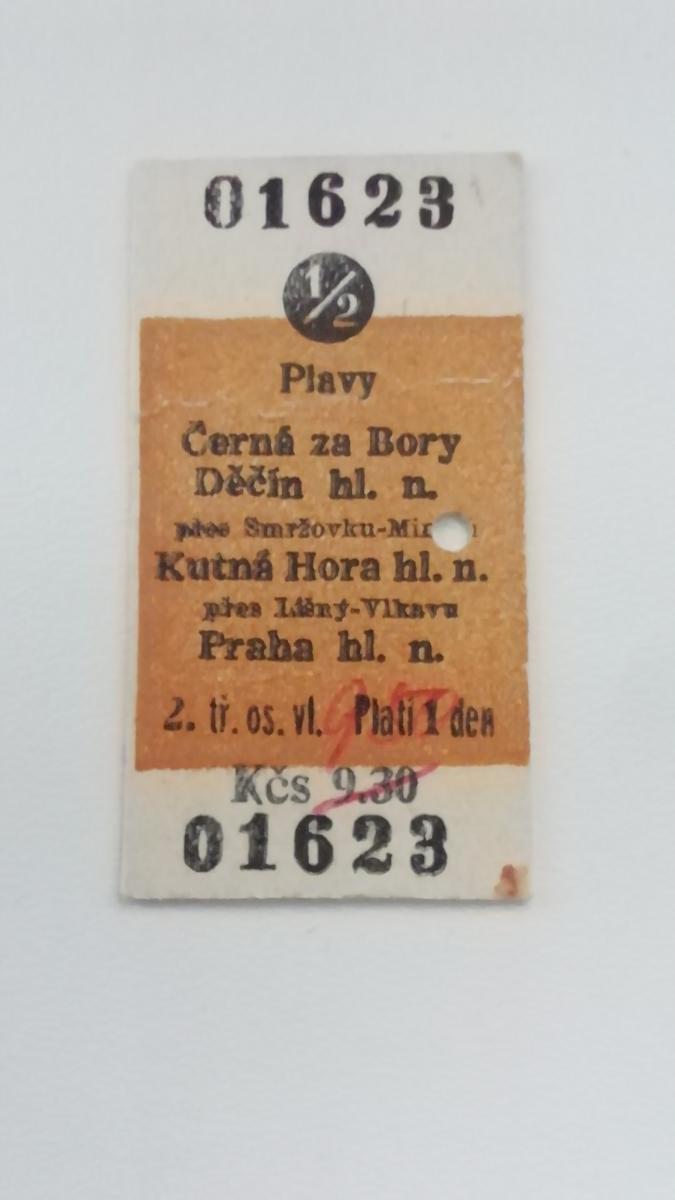 01623
1/2
Plavy
Černá za Bory
Děčín hl. n.
přes Smržovku-
Kutná Hora hl. n.
přes Líšný-Vlkavu
Praha hl. n.
2. tř. os. vl. Platí 1 den
Kčs 9.30
01623